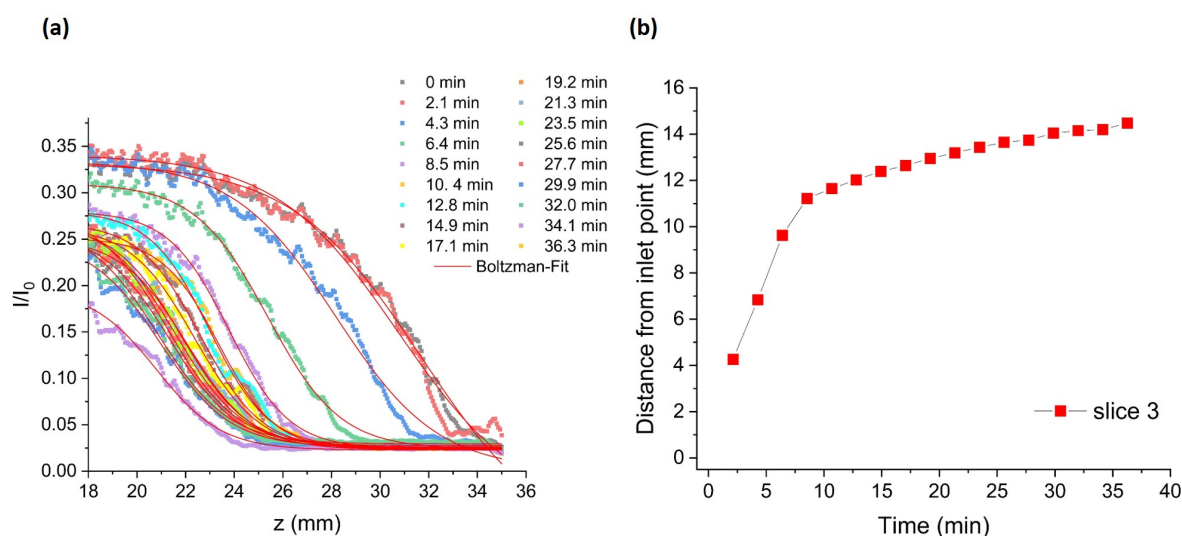 (a)
0 min
2.1 min
4.3 min
6.4 min
8.5 min
10. 4 min
12.8 min
14.9 min
17.1 min
19.2 min
21.3 min
23.5 min
25.6 min
27.7 min
29.9 min
32.0 min
34.1 min
36.3 min
Boltzman-Fit
0.35
0.30
0.25
0.20
0.15
0.10
0.05
0.00
I/I0
18 20 22 24 26 28 30 32 34 36
z (mm)
(b)
16
14
12
10
8
6
4
2
0
Distance from inlet point (mm)
slice 3
0 5 10 15 20 25 30 35 40
Time (min)